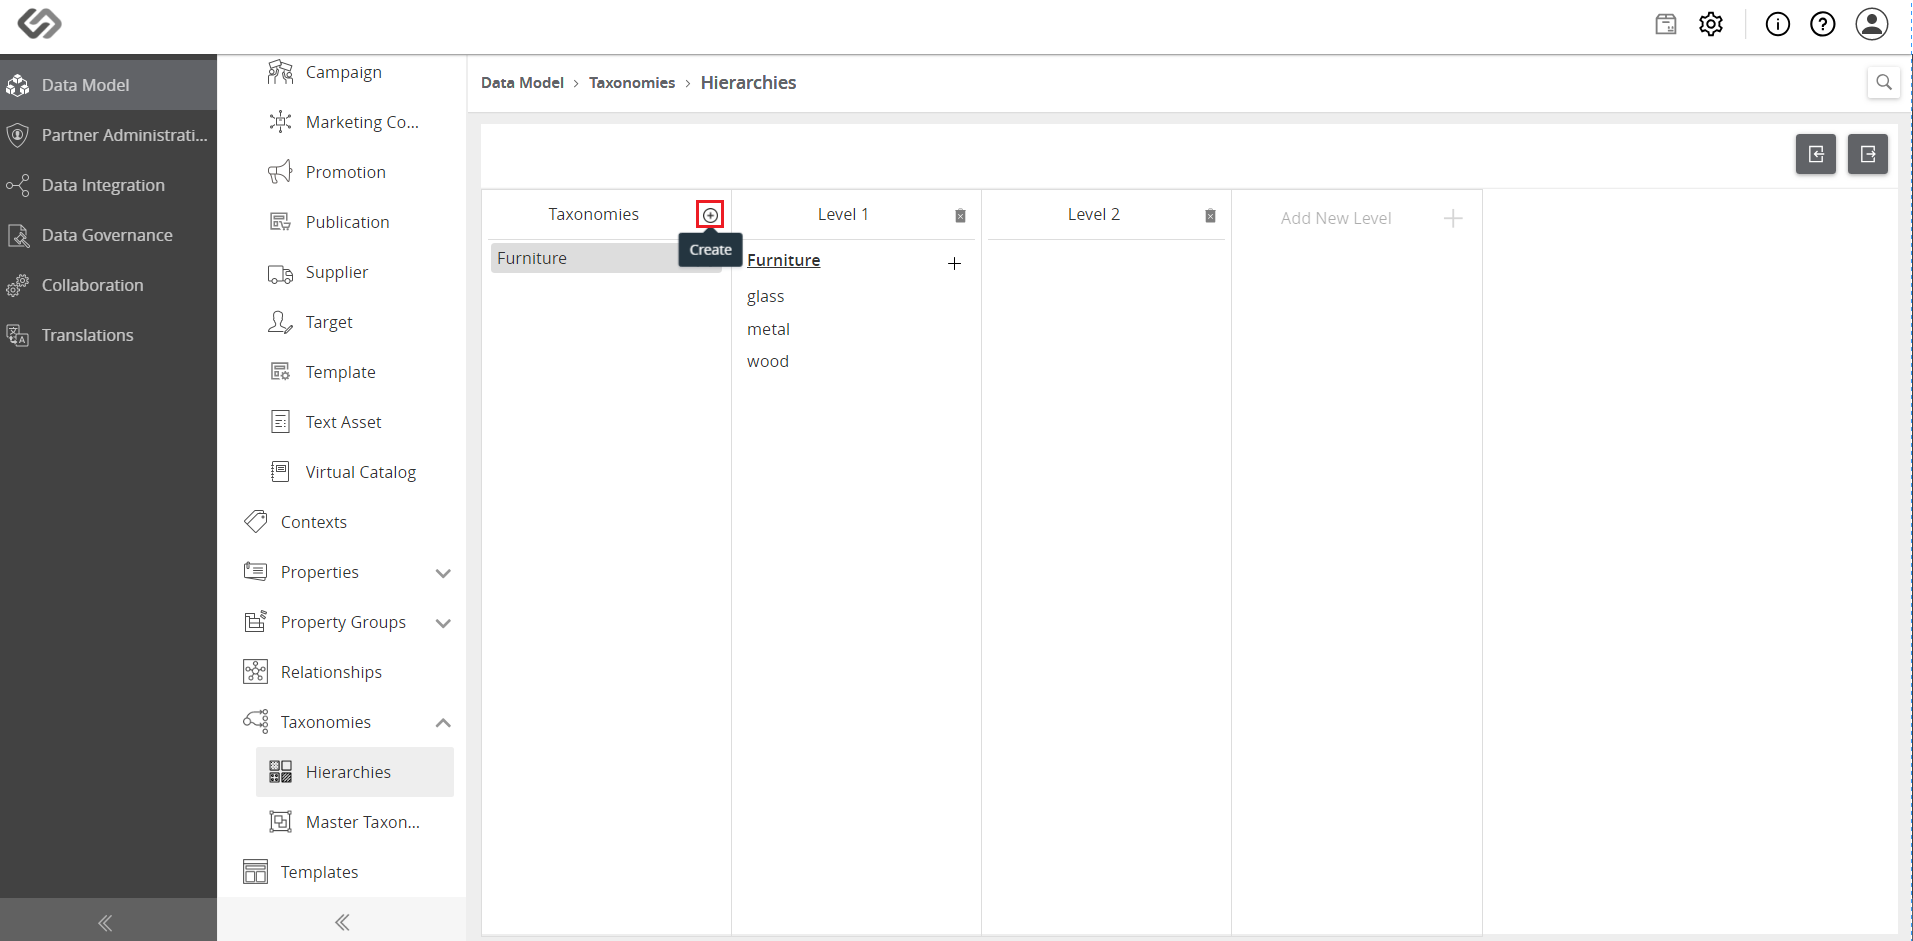 Data Model
Partner Administrati...
Data Integration
Data Governance
Collaboration
Translations
Campaign
Marketing Co...
Promotion
Publication
Supplier
Target
Template
Text Asset
Virtual Catalog
Contexts
Properties
Property Groups
Relationships
Taxonomies
Hierarchies
Master Taxon...
Templates
Data Model > Taxonomies > Hierarchies
Taxonomies
Create
Furniture
Level 1
Furniture
glass
metal
wood
Level 2
Add New Level